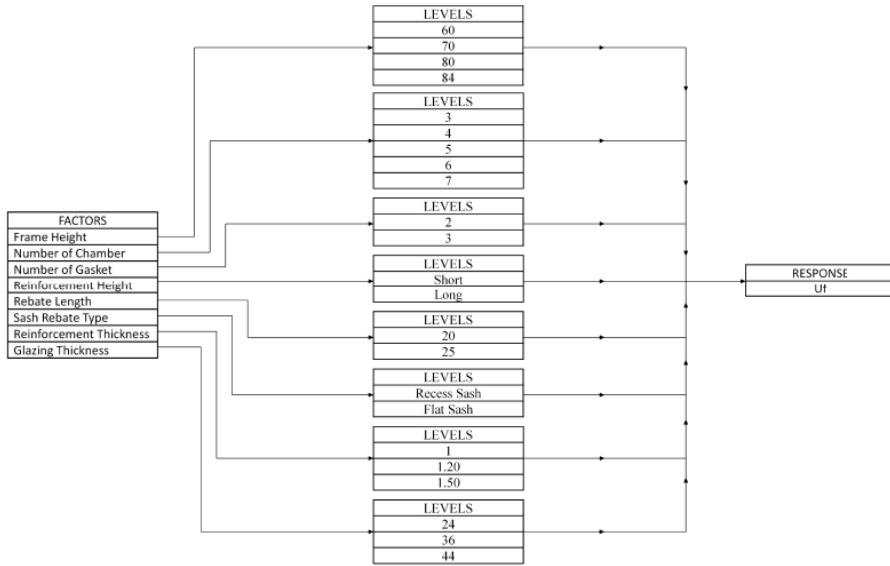 FACTORS
Frame Height
Number of Chamber
Number of Gasket
Reinforcement Height
Rebate Length
Sash Rebate Type
Reinforcement Thickness
Glazing Thickness
LEVELS
60
70
80
84
LEVELS
3
4
5
6
7
LEVELS
2
3
LEVELS
Short
Long
LEVELS
20
25
LEVELS
Recess Sash
Flat Sash
LEVELS
1
1.20
1.50
LEVELS
24
36
44
RESPONSE
Uf